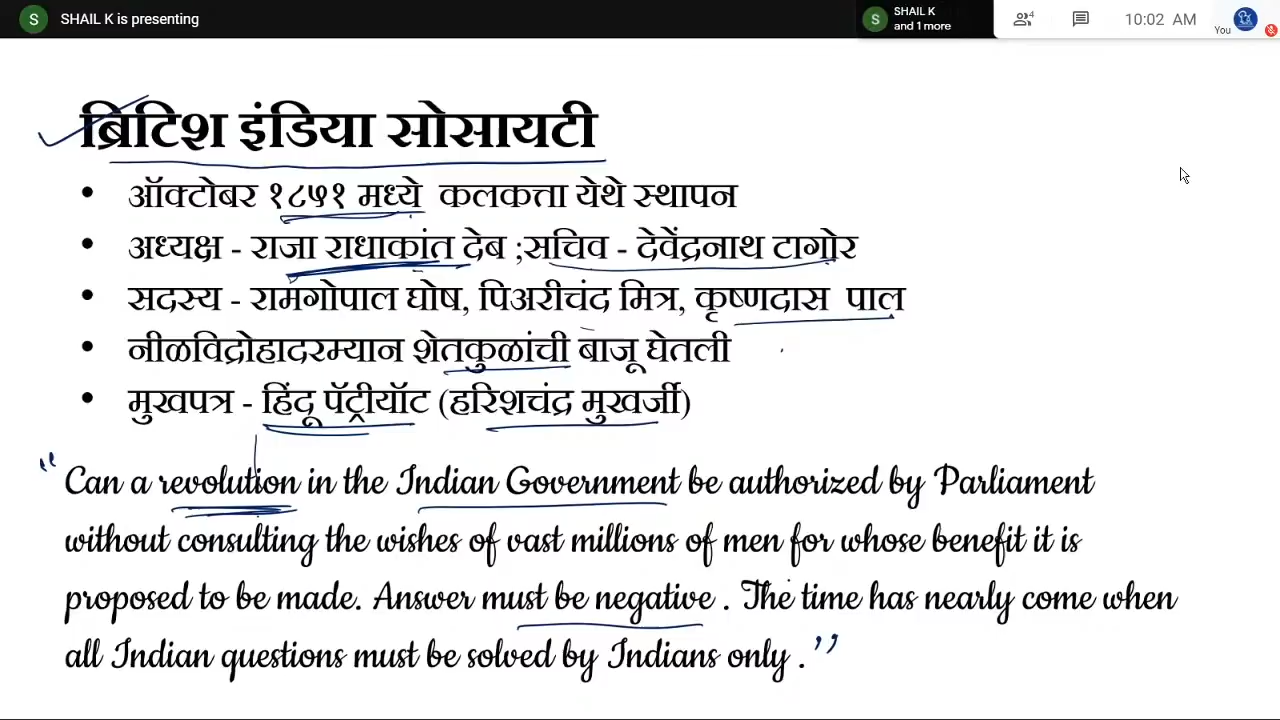 S SHAIL K is presenting
S SHAIL K and 1 more
4
10:02 AM
You
ब्रिटिश इंडिया सोसायटी
• ऑक्टोबर १८५१ मध्ये कलकत्ता येथे स्थापन
• अध्यक्ष - राजा राधाकांत देब ;सचिव - देवेंद्रनाथ टागोर
• सदस्य - रामगोपाल घोष, पिअरीचंद मित्र, कृष्णदास पाल
• नीळविद्रोहादरम्यान शेतकुळांची बाजू घेतली
• मुखपत्र - हिंदू पॅट्रीयॉट (हरिशचंद्र मुखर्जी)
" Can a revolution in the Indian Government be authorized by Parliament
without consulting the wishes of vast millions of men for whose benefit it is
proposed to be made. Answer must be negative . The time has nearly come when
all Indian questions must be solved by Indians only . "